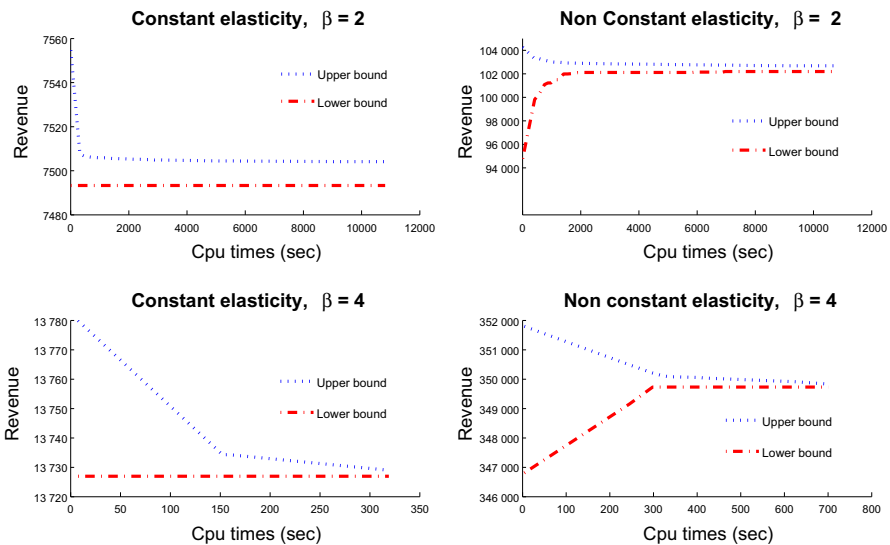 Constant elasticity, β = 2
7560
7540
7520
7500
7480
Revenue
Upper bound
Lower bound
0 2000 4000 6000 8000 10000 12000
Cpu times (sec)
Non Constant elasticity, β = 2
104 000
102 000
100 000
98 000
96 000
94 000
Revenue
Upper bound
Lower bound
0 2000 4000 6000 8000 10000 12000
Cpu times (sec)
Constant elasticity, β = 4
13 780
13 770
13 760
13 750
13 740
13 730
13 720
Revenue
Upper bound
Lower bound
0 50 100 150 200 250 300 350
Cpu times (sec)
Non constant elasticity, β = 4
352 000
351 000
350 000
349 000
348 000
347 000
346 000
Revenue
Upper bound
Lower bound
0 100 200 300 400 500 600 700 800
Cpu times (sec)